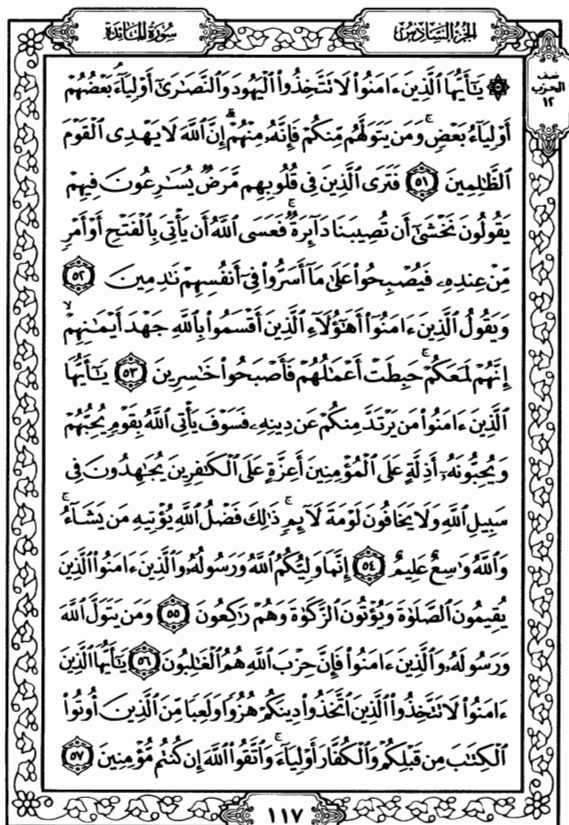 الجزء السادس
سورة المائدة
نصف
الحزب
١٢
۞ يَٰٓأَيُّهَا ٱلَّذِينَ ءَامَنُوا۟ لَا تَتَّخِذُوا۟ ٱلْيَهُودَ وَٱلنَّصَٰرَىٰٓ أَوْلِيَآءَۘ بَعْضُهُمْ
أَوْلِيَآءُ بَعْضٍۚ وَمَن يَتَوَلَّهُم مِّنكُمْ فَإِنَّهُۥ مِنْهُمْۗ إِنَّ ٱللَّهَ لَا يَهْدِى ٱلْقَوْمَ
ٱلظَّٰلِمِينَ ٥١ فَتَرَى ٱلَّذِينَ فِى قُلُوبِهِم مَّرَضٌ يُسَٰرِعُونَ فِيهِمْ
يَقُولُونَ نَخْشَىٰٓ أَن تُصِيبَنَا دَآئِرَةٌۚ فَعَسَى ٱللَّهُ أَن يَأْتِىَ بِٱلْفَتْحِ أَوْ أَمْرٍ
مِّنْ عِندِهِۦ فَيُصْبِحُوا۟ عَلَىٰ مَآ أَسَرُّوا۟ فِىٓ أَنفُسِهِمْ نَٰدِمِينَ ٥٢
وَيَقُولُ ٱلَّذِينَ ءَامَنُوٓا۟ أَهَٰٓؤُلَآءِ ٱلَّذِينَ أَقْسَمُوا۟ بِٱللَّهِ جَهْدَ أَيْمَٰنِهِمْۙ
إِنَّهُمْ لَمَعَكُمْۚ حَبِطَتْ أَعْمَٰلُهُمْ فَأَصْبَحُوا۟ خَٰسِرِينَ ٥٣ يَٰٓأَيُّهَا
ٱلَّذِينَ ءَامَنُوا۟ مَن يَرْتَدَّ مِنكُمْ عَن دِينِهِۦ فَسَوْفَ يَأْتِى ٱللَّهُ بِقَوْمٍ يُحِبُّهُمْ
وَيُحِبُّونَهُۥٓ أَذِلَّةٍ عَلَى ٱلْمُؤْمِنِينَ أَعِزَّةٍ عَلَى ٱلْكَٰفِرِينَ يُجَٰهِدُونَ فِى
سَبِيلِ ٱللَّهِ وَلَا يَخَافُونَ لَوْمَةَ لَآئِمٍۚ ذَٰلِكَ فَضْلُ ٱللَّهِ يُؤْتِيهِ مَن يَشَآءُۚ
وَٱللَّهُ وَٰسِعٌ عَلِيمٌ ٥٤ إِنَّمَا وَلِيُّكُمُ ٱللَّهُ وَرَسُولُهُۥ وَٱلَّذِينَ ءَامَنُوا۟ ٱلَّذِينَ
يُقِيمُونَ ٱلصَّلَوٰةَ وَيُؤْتُونَ ٱلزَّكَوٰةَ وَهُمْ رَٰكِعُونَ ٥٥ وَمَن يَتَوَلَّ ٱللَّهَ
وَرَسُولَهُۥ وَٱلَّذِينَ ءَامَنُوا۟ فَإِنَّ حِزْبَ ٱللَّهِ هُمُ ٱلْغَٰلِبُونَ ٥٦ يَٰٓأَيُّهَا ٱلَّذِينَ
ءَامَنُوا۟ لَا تَتَّخِذُوا۟ ٱلَّذِينَ ٱتَّخَذُوا۟ دِينَكُمْ هُزُوًا وَلَعِبًا مِّنَ ٱلَّذِينَ أُوتُوا۟
ٱلْكِتَٰبَ مِن قَبْلِكُمْ وَٱلْكُفَّارَ أَوْلِيَآءَۚ وَٱتَّقُوا۟ ٱللَّهَ إِن كُنتُم مُّؤْمِنِينَ ٥٧
١١٧